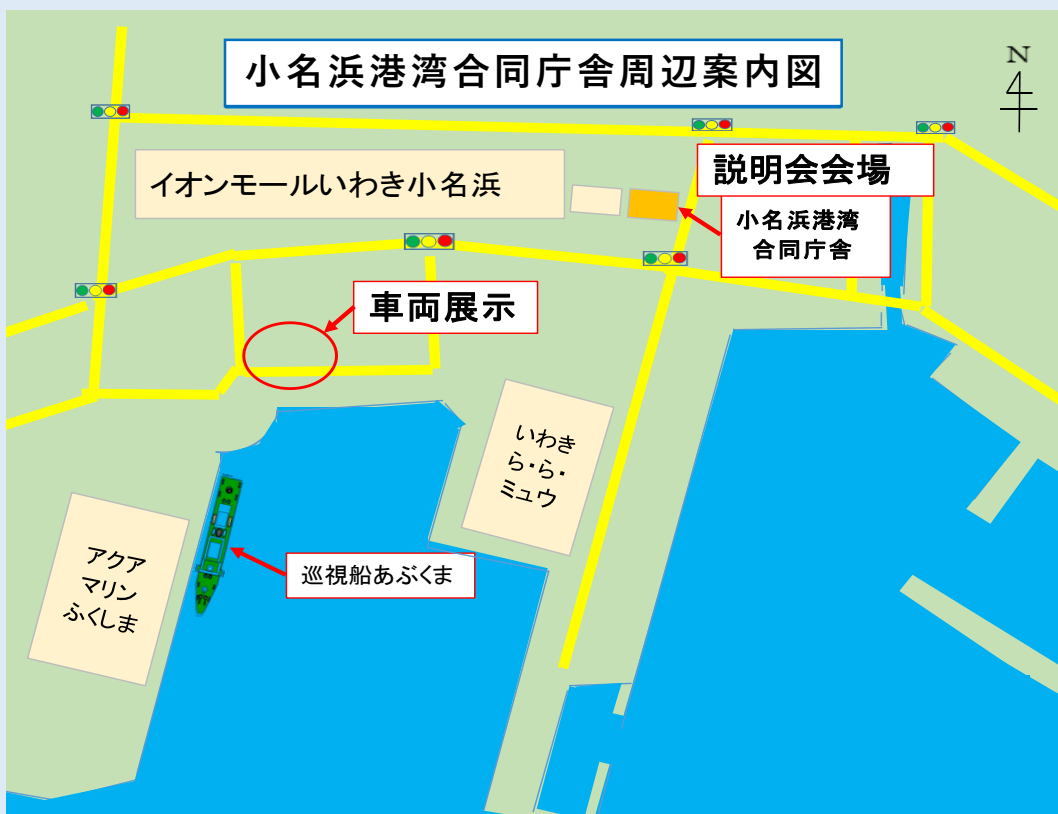 小名浜港湾合同庁舎周辺案内図
N
説明会会場
イオンモールいわき小名浜
小名浜港湾
合同庁舎
車両展示
いわき
ら・ら・
ミュウ
巡視船あぶくま
アクア
マリン
ふくしま